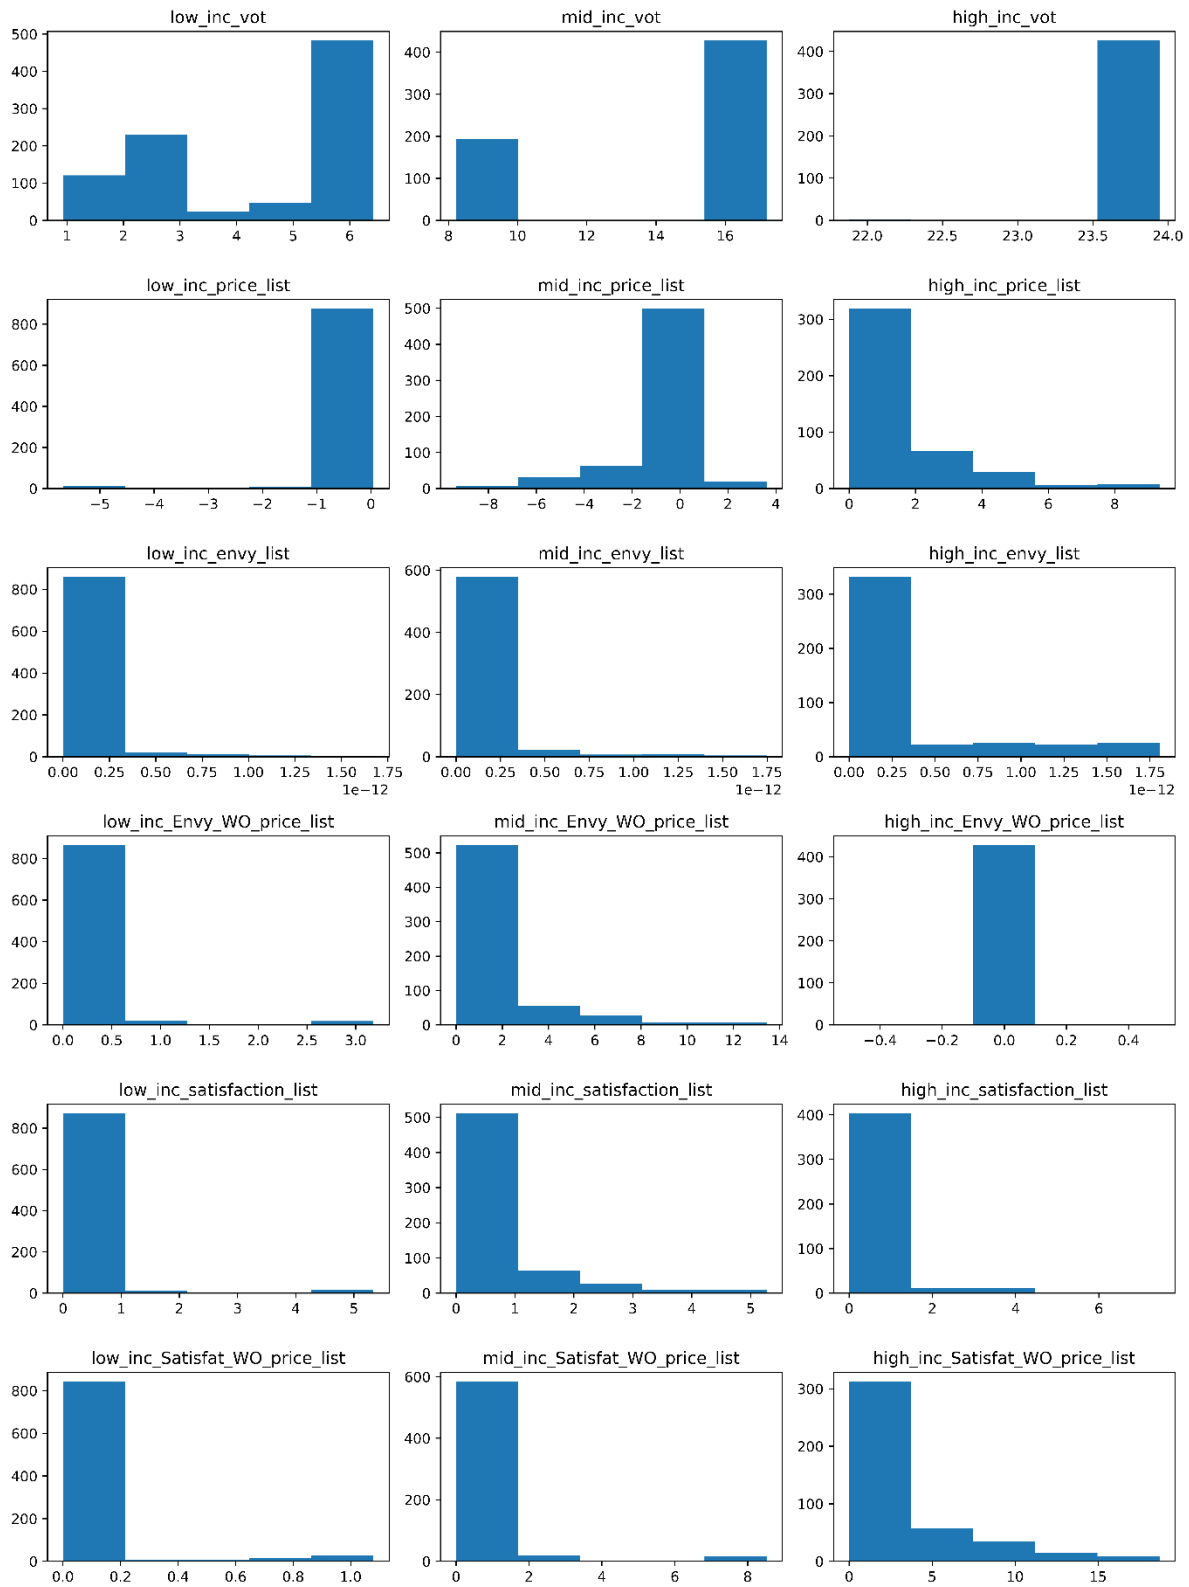 low_inc_vot
500
400
300
200
100
0
1 2 3 4 5 6
mid_inc_vot
400
300
200
100
0
8 10 12 14 16
high_inc_vot
400
300
200
100
0
22.0 22.5 23.0 23.5 24.0
low_inc_price_list
800
600
400
200
0
−5 −4 −3 −2 −1 0
mid_inc_price_list
500
400
300
200
100
0
−8 −6 −4 −2 0 2 4
high_inc_price_list
300
200
100
0
0 2 4 6 8
low_inc_envy_list
800
600
400
200
0
0.00 0.25 0.50 0.75 1.00 1.25 1.50 1.75
1e−12
mid_inc_envy_list
600
400
200
0
0.00 0.25 0.50 0.75 1.00 1.25 1.50 1.75
1e−12
high_inc_envy_list
300
200
100
0
0.00 0.25 0.50 0.75 1.00 1.25 1.50 1.75
1e−12
low_inc_Envy_WO_price_list
800
600
400
200
0
0.0 0.5 1.0 1.5 2.0 2.5 3.0
mid_inc_Envy_WO_price_list
500
400
300
200
100
0
0 2 4 6 8 10 12 14
high_inc_Envy_WO_price_list
400
300
200
100
0
−0.4 −0.2 0.0 0.2 0.4
low_inc_satisfaction_list
800
600
400
200
0
0 1 2 3 4 5
mid_inc_satisfaction_list
500
400
300
200
100
0
0 1 2 3 4 5
high_inc_satisfaction_list
400
300
200
100
0
0 2 4 6
low_inc_Satisfat_WO_price_list
800
600
400
200
0
0.0 0.2 0.4 0.6 0.8 1.0
mid_inc_Satisfat_WO_price_list
600
400
200
0
0 2 4 6 8
high_inc_Satisfat_WO_price_list
300
200
100
0
0 5 10 15